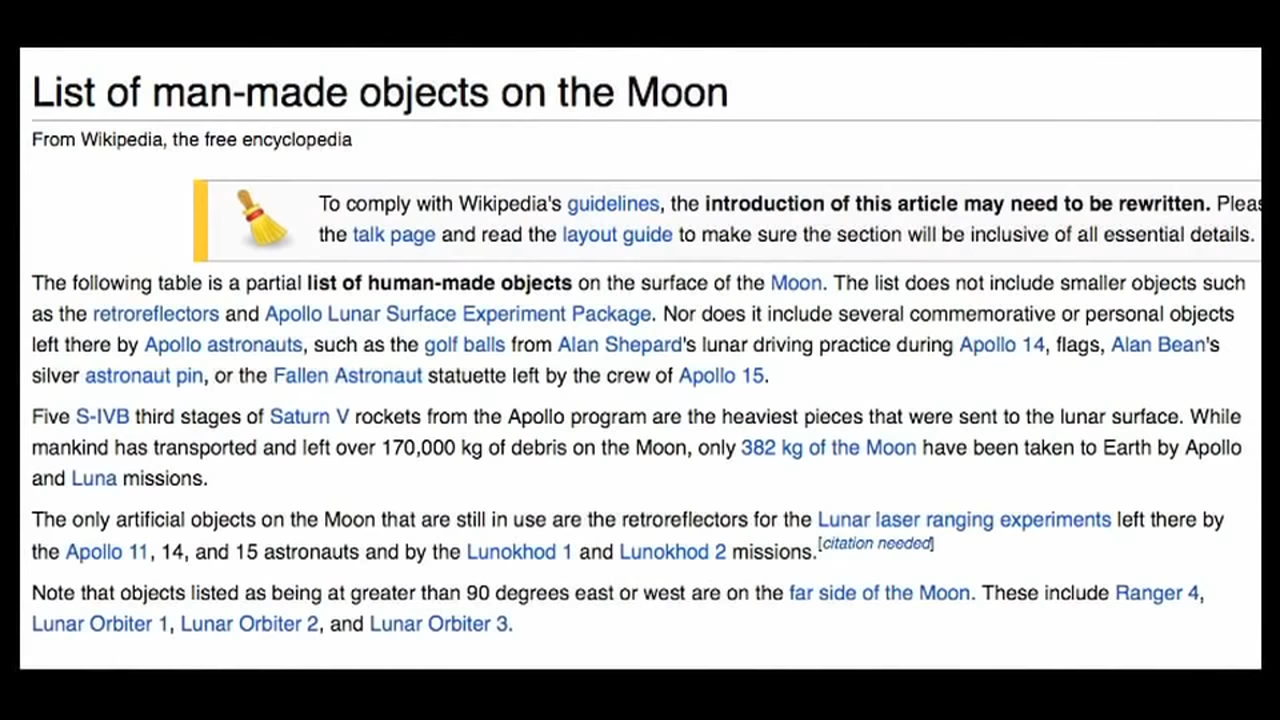 List of man-made objects on the Moon
From Wikipedia, the free encyclopedia
To comply with Wikipedia's guidelines, the introduction of this article may need to be rewritten. Pleas
the talk page and read the layout guide to make sure the section will be inclusive of all essential details.
The following table is a partial list of human-made objects on the surface of the Moon. The list does not include smaller objects such
as the retroreflectors and Apollo Lunar Surface Experiment Package. Nor does it include several commemorative or personal objects
left there by Apollo astronauts, such as the golf balls from Alan Shepard's lunar driving practice during Apollo 14, flags, Alan Bean's
silver astronaut pin, or the Fallen Astronaut statuette left by the crew of Apollo 15.
Five S-IVB third stages of Saturn V rockets from the Apollo program are the heaviest pieces that were sent to the lunar surface. While
mankind has transported and left over 170,000 kg of debris on the Moon, only 382 kg of the Moon have been taken to Earth by Apollo
and Luna missions.
The only artificial objects on the Moon that are still in use are the retroreflectors for the Lunar laser ranging experiments left there by
the Apollo 11, 14, and 15 astronauts and by the Lunokhod 1 and Lunokhod 2 missions.[citation needed]
Note that objects listed as being at greater than 90 degrees east or west are on the far side of the Moon. These include Ranger 4,
Lunar Orbiter 1, Lunar Orbiter 2, and Lunar Orbiter 3.